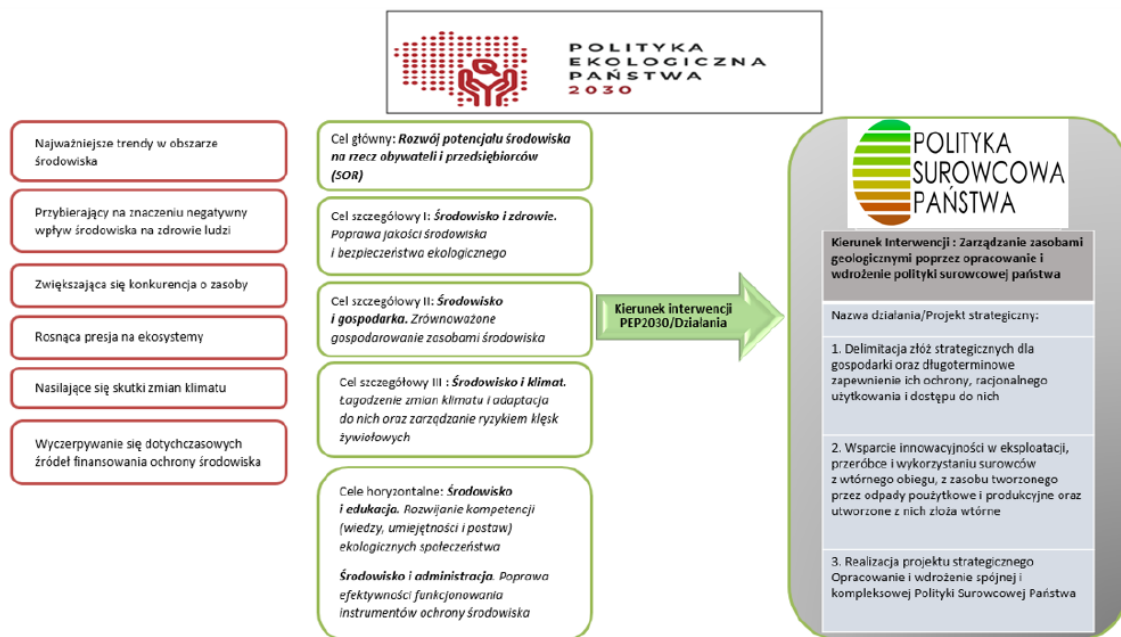 POLITYKA
EKOLOGICZNA
PAŃSTWA
2030
Najważniejsze trendy w obszarze
środowiska
Przybierający na znaczeniu negatywny
wpływ środowiska na zdrowie ludzi
Zwiększająca się konkurencja o zasoby
Rosnąca presja na ekosystemy
Nasilające się skutki zmian klimatu
Wyczerpywanie się dotychczasowych
źródeł finansowania ochrony środowiska
Cel główny: Rozwój potencjału środowiska
na rzecz obywateli i przedsiębiorców
(SOR)
Cel szczegółowy I: Środowisko i zdrowie.
Poprawa jakości środowiska
i bezpieczeństwa ekologicznego
Cel szczegółowy II: Środowisko
i gospodarka. Zrównoważone
gospodarowanie zasobami środowiska
Cel szczegółowy III : Środowisko i klimat.
Łagodzenie zmian klimatu i adaptacja
do nich oraz zarządzanie ryzykiem klęsk
żywiołowych
Cele horyzontalne: Środowisko
i edukacja. Rozwijanie kompetencji
(wiedzy, umiejętności i postaw)
ekologicznych społeczeństwa
Środowisko i administracja. Poprawa
efektywności funkcjonowania
instrumentów ochrony środowiska
Kierunek interwencji
PEP2030/Działania
POLITYKA
SUROWCOWA
PAŃSTWA
Kierunek Interwencji : Zarządzanie zasobami
geologicznymi poprzez opracowanie i
wdrożenie polityki surowcowej państwa
Nazwa działania/Projekt strategiczny:
1. Delimitacja złóż strategicznych dla
gospodarki oraz długoterminowe
zapewnienie ich ochrony, racjonalnego
użytkowania i dostępu do nich
2. Wsparcie innowacyjności w eksploatacji,
przeróbce i wykorzystaniu surowców
z wtórnego obiegu, z zasobu tworzonego
przez odpady poużytkowe i produkcyjne oraz
utworzone z nich złoża wtórne
3. Realizacja projektu strategicznego
Opracowanie i wdrożenie spójnej i
kompleksowej Polityki Surowcowej Państwa